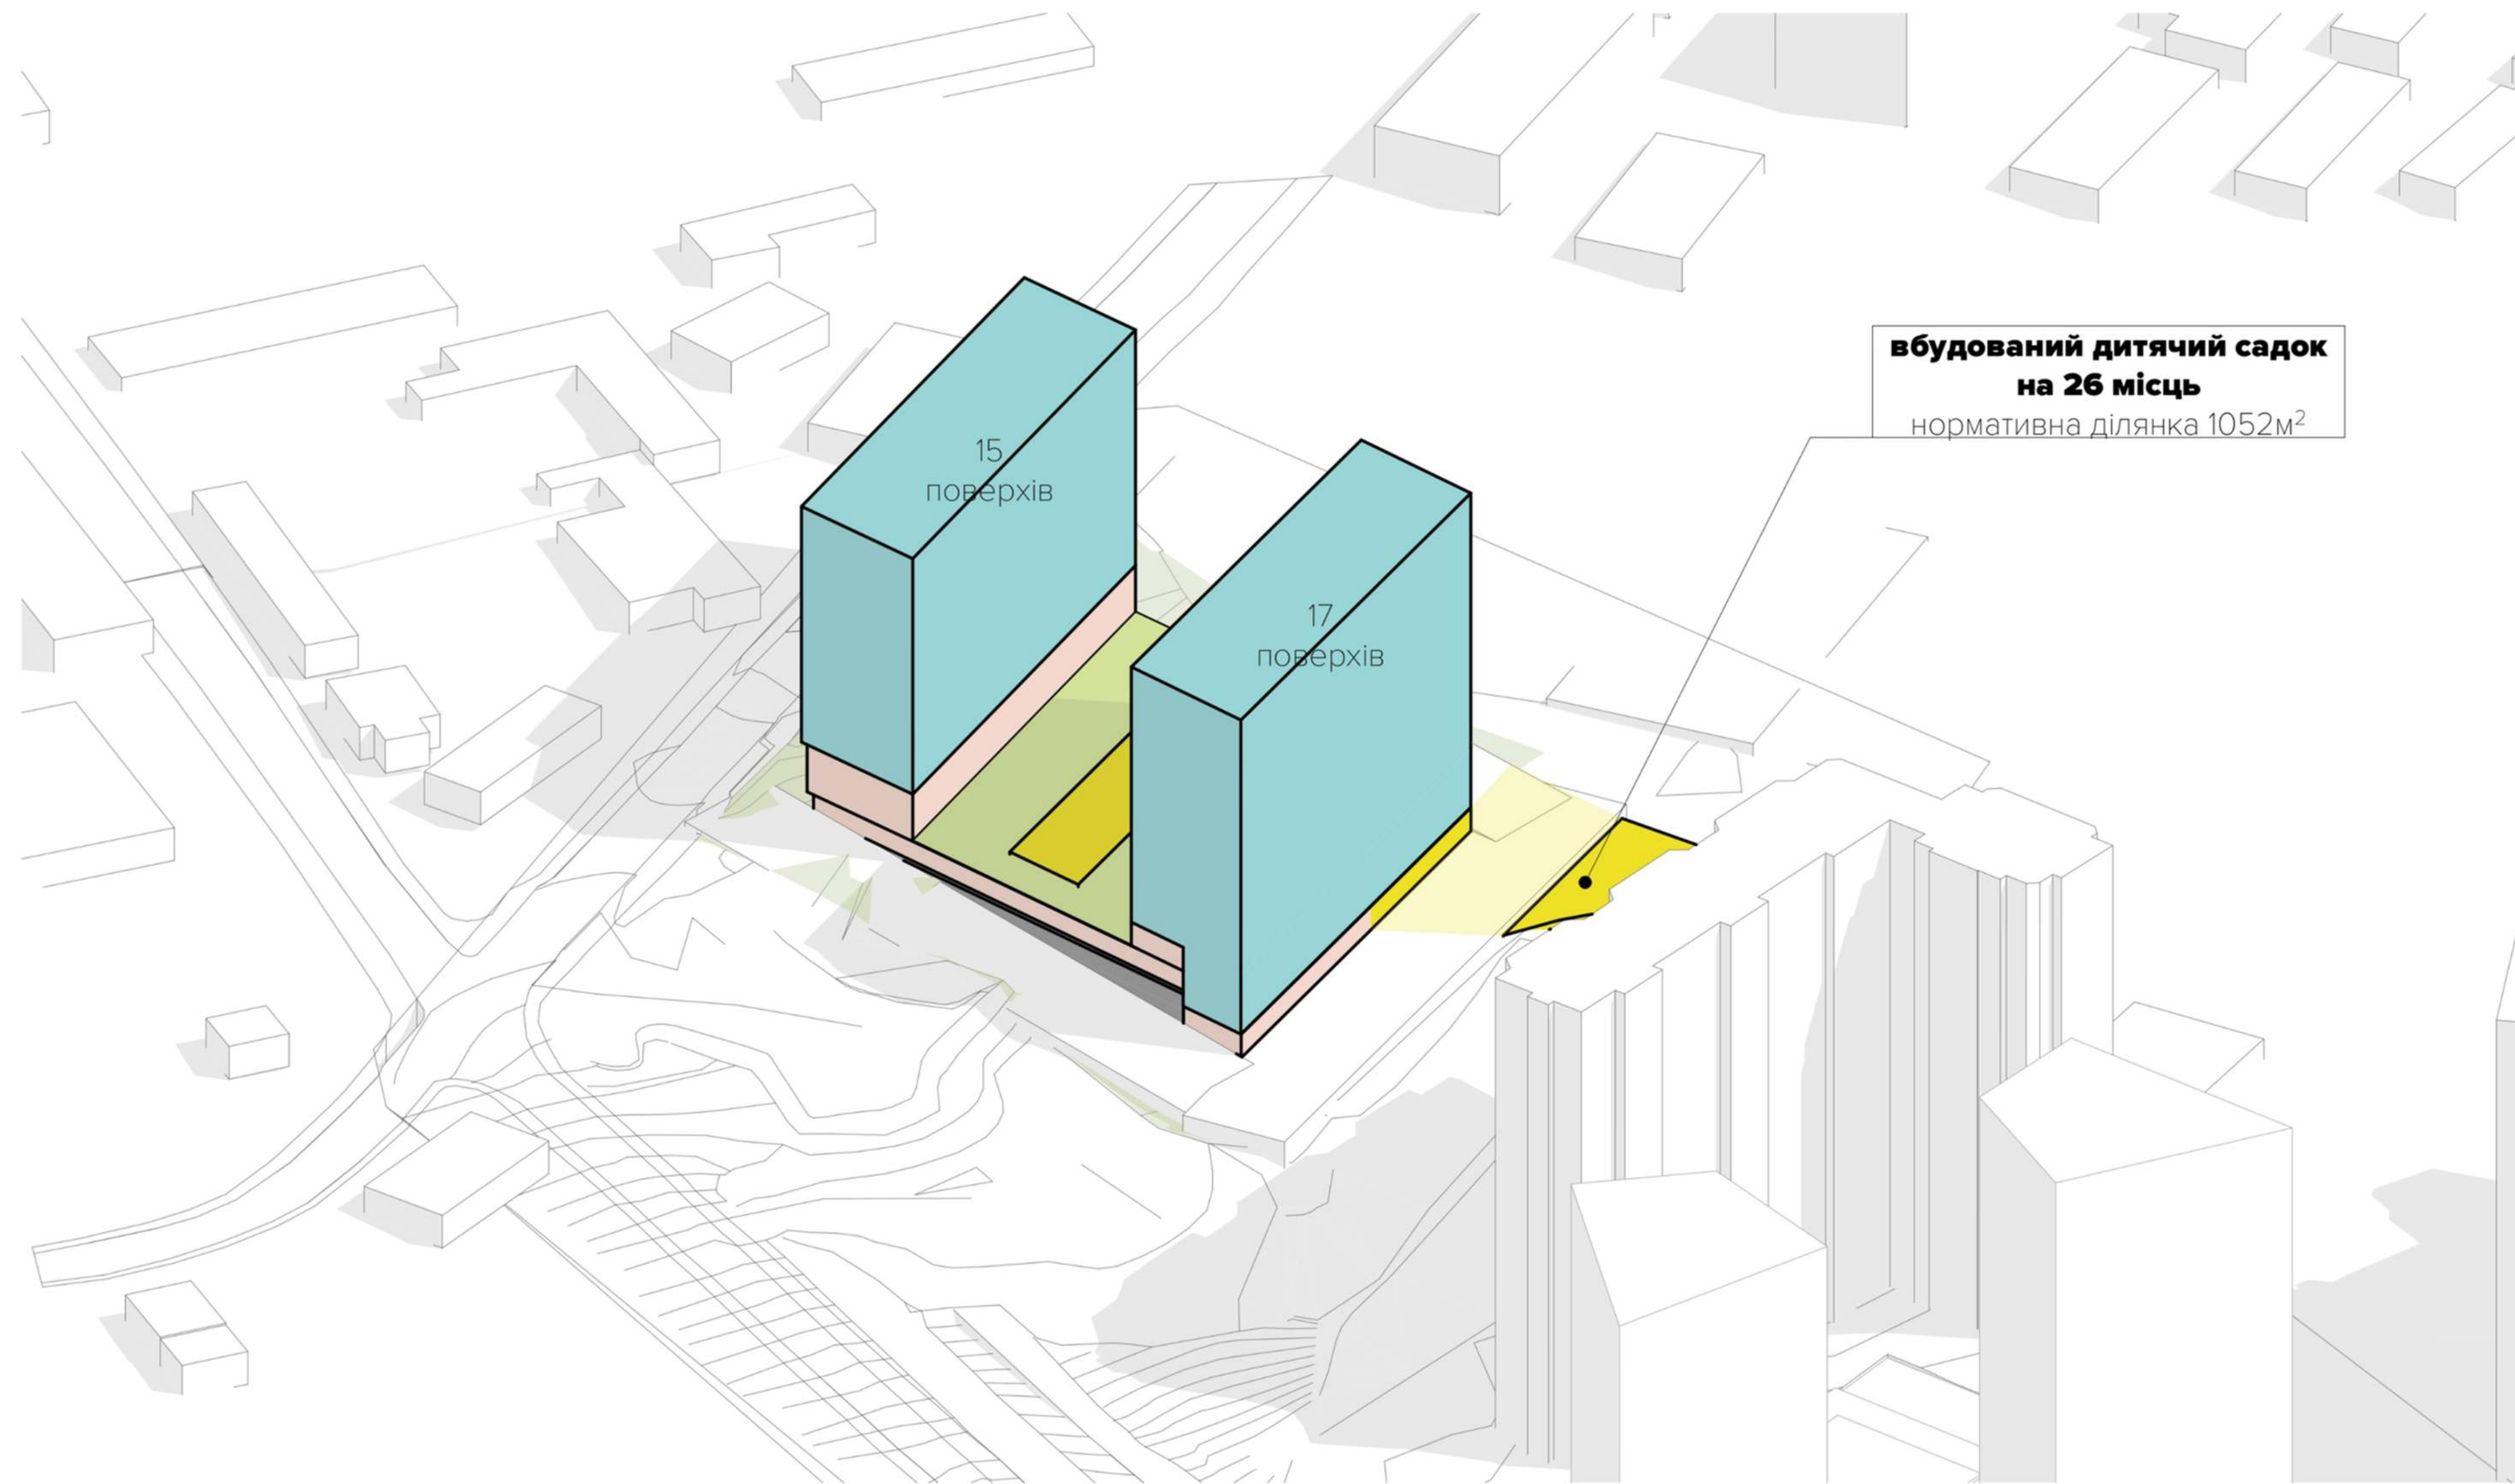 вбудований дитячий садок
на 26 місць
нормативна ділянка 1052м²
15
поверхів
17
поверхів